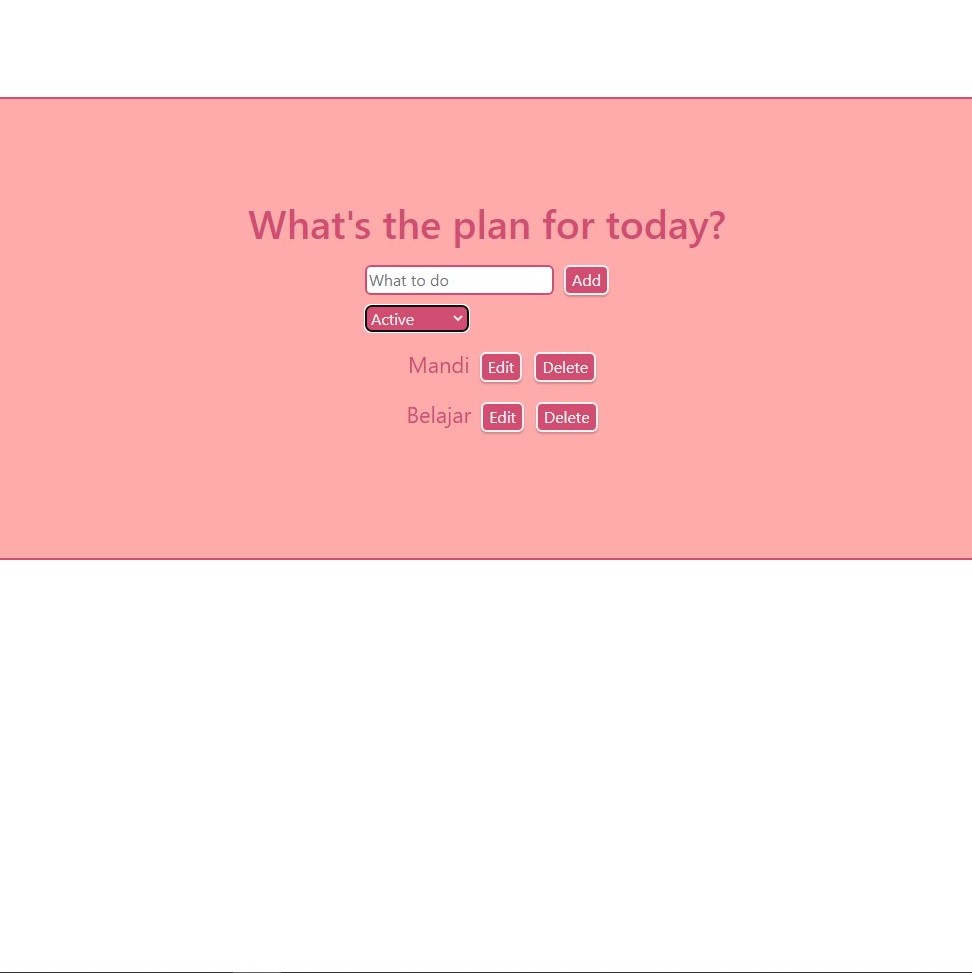 What's the plan for today?
What to do Add
Active
Mandi Edit Delete
Belajar Edit Delete